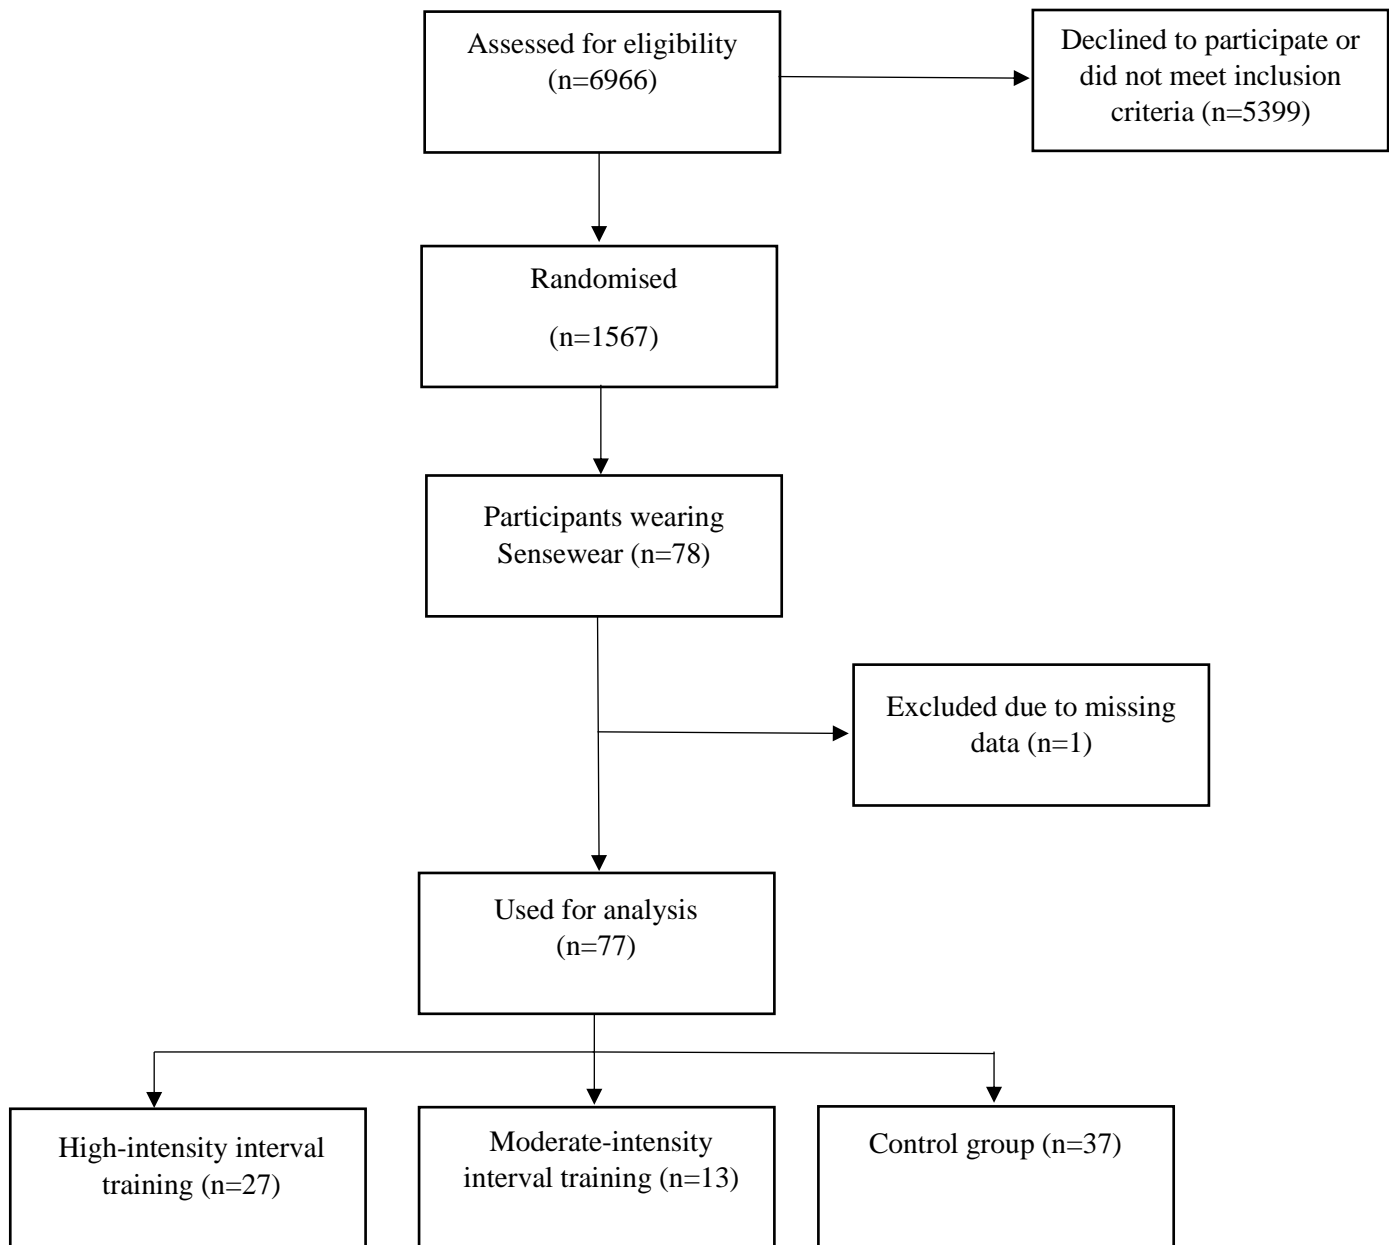 Assessed for eligibility
(n=6966)
Declined to participate or
did not meet inclusion
criteria (n=5399)
Randomised
(n=1567)
Participants wearing
Sensewear (n=78)
Excluded due to missing
data (n=1)
Used for analysis
(n=77)
High-intensity interval
training (n=27)
Moderate-intensity
interval training (n=13)
Control group (n=37)